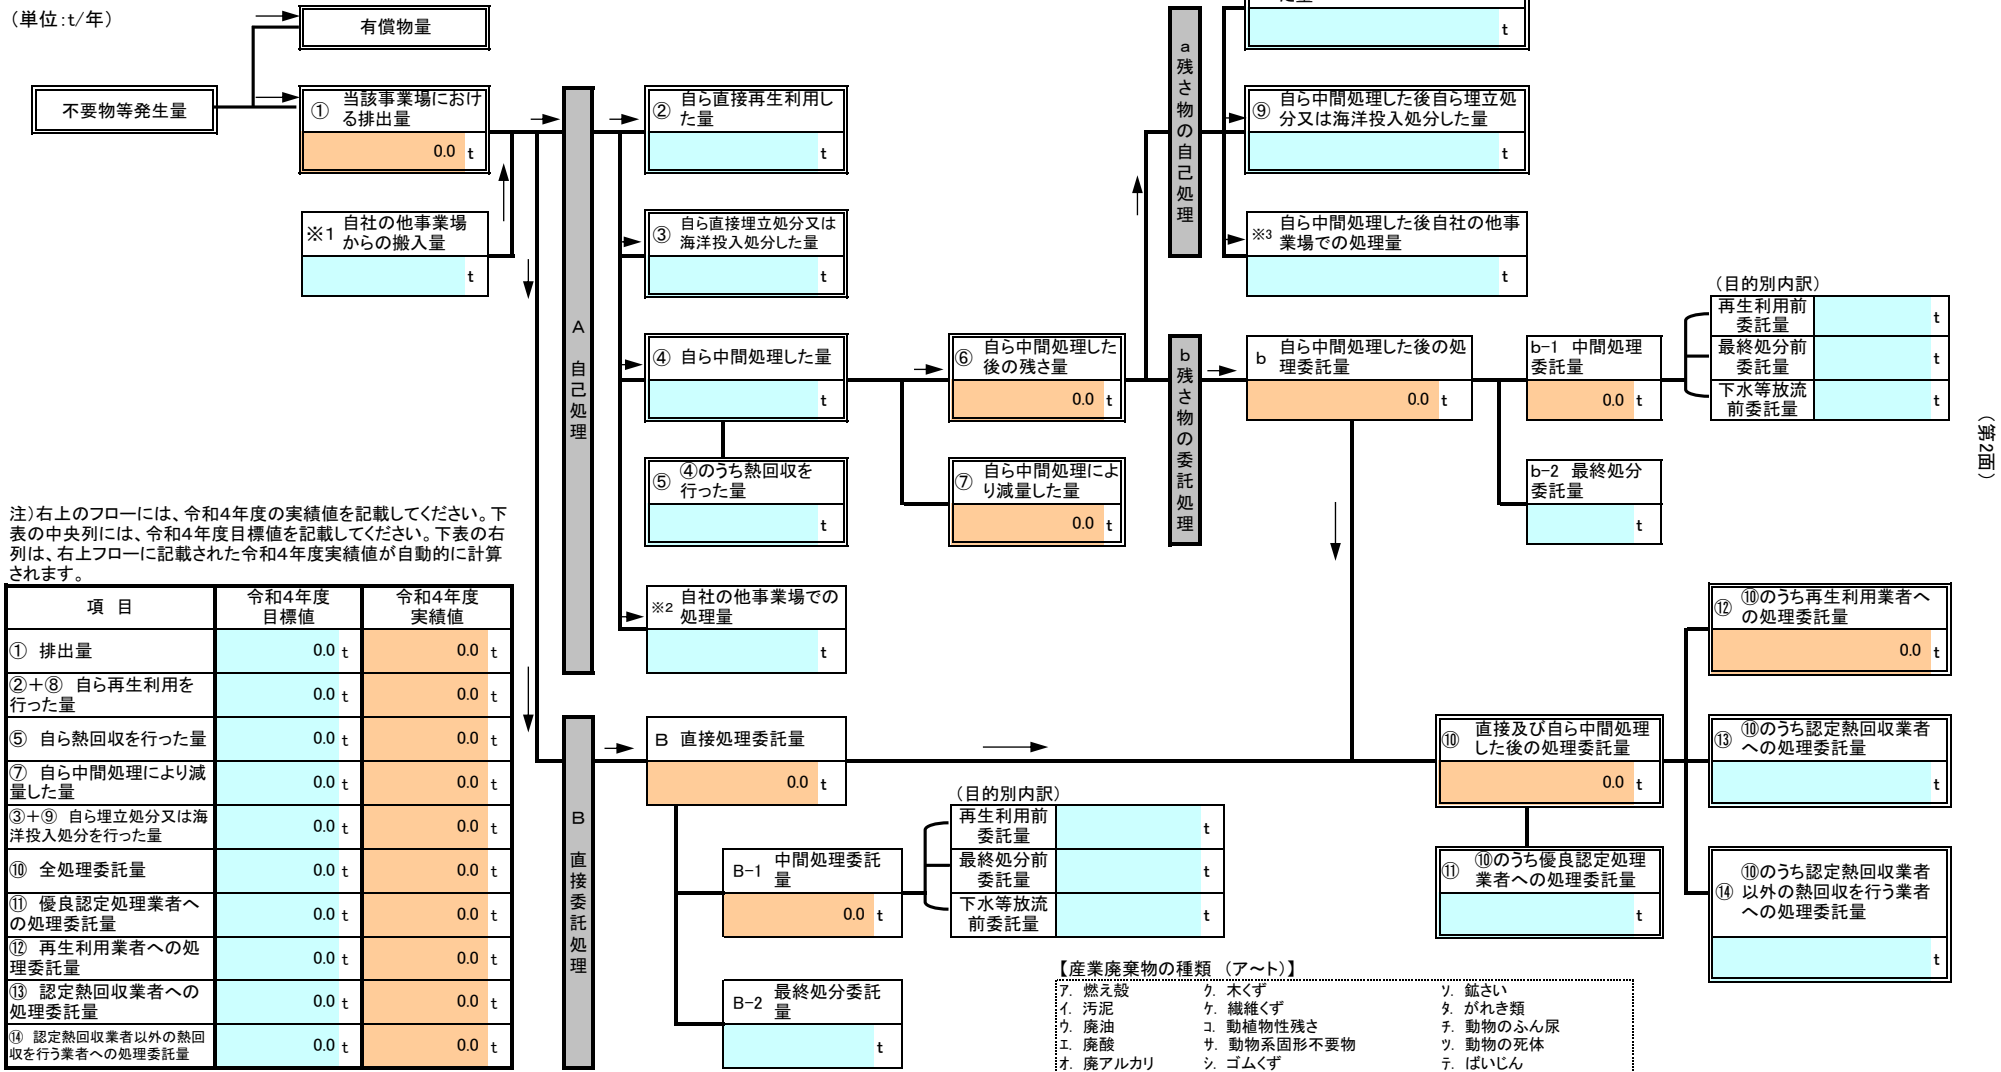 （単位：t/年）
有償物量
不要物等発生量
①
当該事業場におけ
る排出量
0.0 t
※1
自社の他事業場
からの搬入量
t
A 自己処理
②
自ら直接再生利用し
た量
t
③
自ら直接埋立処分又は
海洋投入処分した量
t
④ 自ら中間処理した量
t
⑤
④のうち熱回収を
行った量
t
※2
自社の他事業場での
処理量
t
⑥
自ら中間処理した
後の残さ量
0.0 t
⑦
自ら中間処理によ
り減量した量
0.0 t
a残さ物の自己処理
t
⑨
自ら中間処理した後自ら埋立処
分又は海洋投入処分した量
t
※3
自ら中間処理した後自社の他事
業場での処理量
t
b残さ物の委託処理
b
自ら中間処理した後の処
理委託量
0.0 t
b-1 中間処理
委託量
0.0 t
b-2 最終処分
委託量
t
（目的別内訳）
再生利用前
委託量
t
最終処分前
委託量
t
下水等放流
前委託量
t
（第2面）
注）右上のフローには、令和４年度の実績値を記載してください。下
表の中央列には、令和４年度目標値を記載してください。下表の右
列は、右上フローに記載された令和４年度実績値が自動的に計算
されます。
項 目
令和４年度
目標値
令和４年度
実績値
① 排出量 0.0 t 0.0 t
②＋⑧ 自ら再生利用を
行った量 0.0 t 0.0 t
⑤ 自ら熱回収を行った量 0.0 t 0.0 t
⑦ 自ら中間処理により減
量した量 0.0 t 0.0 t
③＋⑨ 自ら埋立処分又は海
洋投入処分を行った量 0.0 t 0.0 t
⑩ 全処理委託量 0.0 t 0.0 t
⑪ 優良認定処理業者へ
の処理委託量 0.0 t 0.0 t
⑫ 再生利用業者への処
理委託量 0.0 t 0.0 t
⑬ 認定熱回収業者への
処理委託量 0.0 t 0.0 t
⑭ 認定熱回収業者以外の熱回
収を行う業者への処理委託量 0.0 t 0.0 t
B 直接委託処理
B 直接処理委託量
0.0 t
B-1
中間処理委託
量
0.0 t
B-2
最終処分委託
量
t
（目的別内訳）
再生利用前
委託量
t
最終処分前
委託量
t
下水等放流
前委託量
t
⑩
直接及び自ら中間処理
した後の処理委託量
0.0 t
⑪
⑩のうち優良認定処理
業者への処理委託量
t
⑫
⑩のうち再生利用業者へ
の処理委託量
0.0 t
⑬
⑩のうち認定熱回収業者
への処理委託量
t
⑭
⑩のうち認定熱回収業者
以外の熱回収を行う業者
への処理委託量
t
【産業廃棄物の種類 （ア～ト）】
ｱ. 燃え殻 ｸ. 木くず ｿ. 鉱さい
ｲ. 汚泥 ｹ. 繊維くず ﾀ. がれき類
ｳ. 廃油 ｺ. 動植物性残さ ﾁ. 動物のふん尿
ｴ. 廃酸 ｻ. 動物系固形不要物 ﾂ. 動物の死体
ｵ. 廃アルカリ ｼ. ゴムくず ﾃ. ばいじん